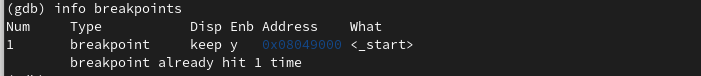 (gdb) info breakpoints
Num     Type           Disp Enb Address    What
1       breakpoint     keep y   0x08049000 <_start>
        breakpoint already hit 1 time